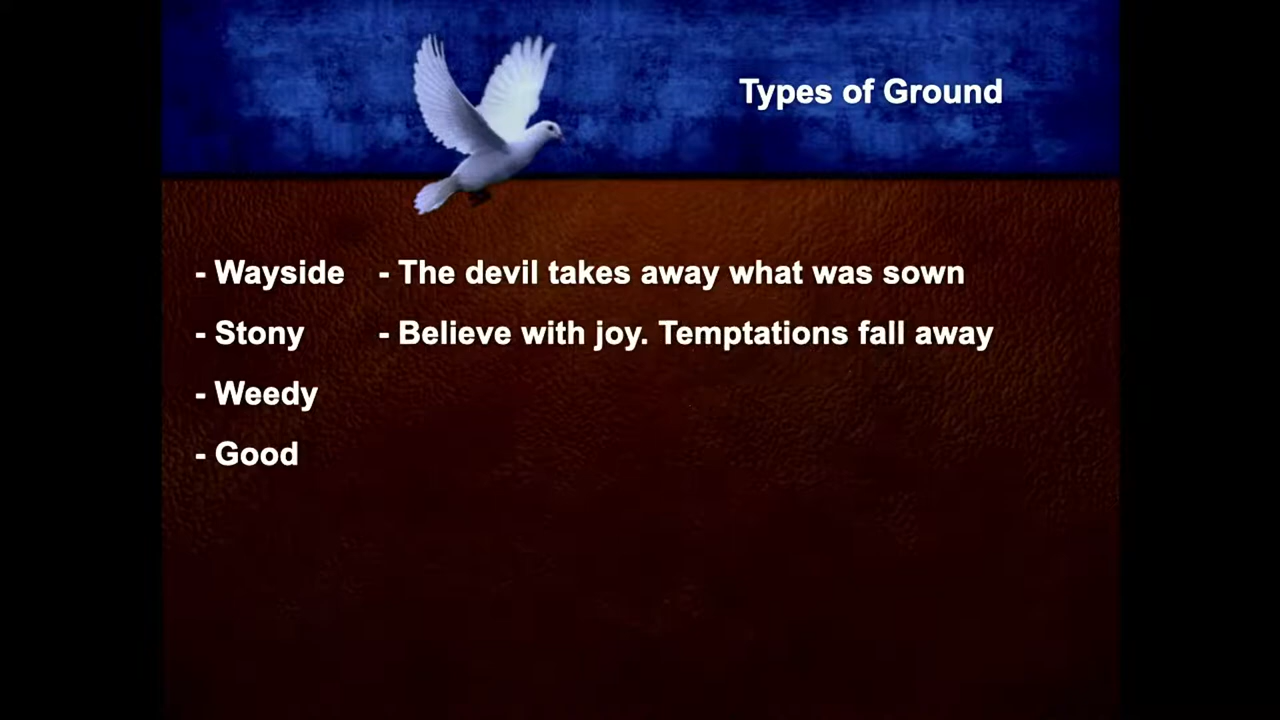 Types of Ground
- Wayside - The devil takes away what was sown
- Stony - Believe with joy. Temptations fall away
- Weedy
- Good